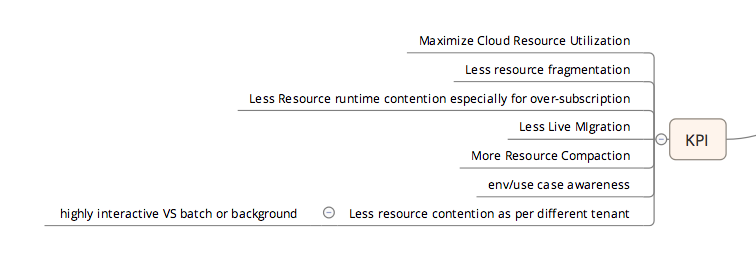 Maximize Cloud Resource Utilization
Less resource fragmentation
Less Resource runtime contention especially for over-subscription
Less Live MIgration
KPI
More Resource Compaction
env/use case awareness
highly interactive VS batch or background
Less resource contention as per different tenant